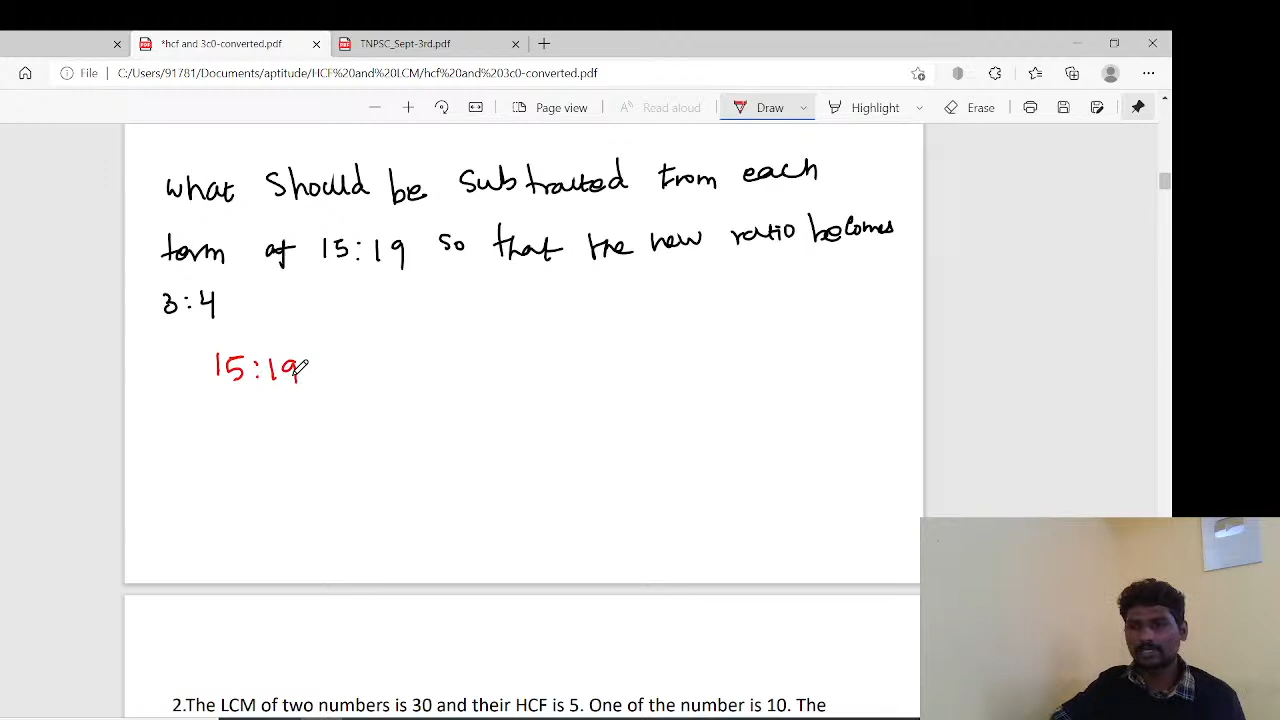 *hcf and 3c0-converted.pdf
TNPSC_Sept-3rd.pdf
File C:/Users/91781/Documents/aptitude/HCF%20and%20LCM/hcf%20and%203c0-converted.pdf
Page view
Read aloud
Draw
Highlight
Erase
what should be subtracted from each
term of 15:19 so that the new ratio becomes
3:4
15:19
2.The LCM of two numbers is 30 and their HCF is 5. One of the number is 10. The